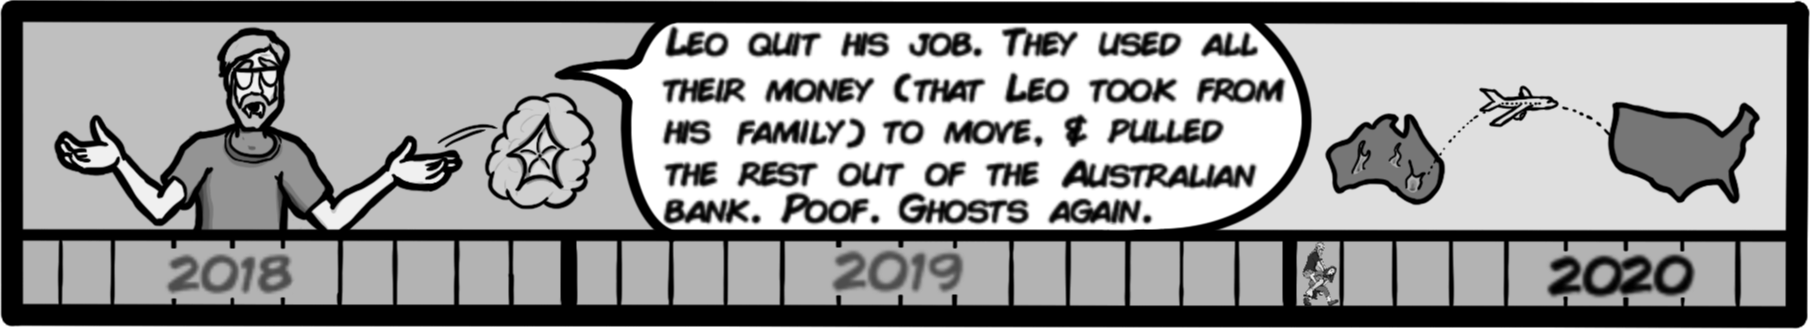 LEO QUIT HIS JOB. THEY USED ALL
THEIR MONEY (THAT LEO TOOK FROM
HIS FAMILY) TO MOVE, & PULLED
THE REST OUT OF THE AUSTRALIAN
BANK. POOF. GHOSTS AGAIN.
2018
2019
2020